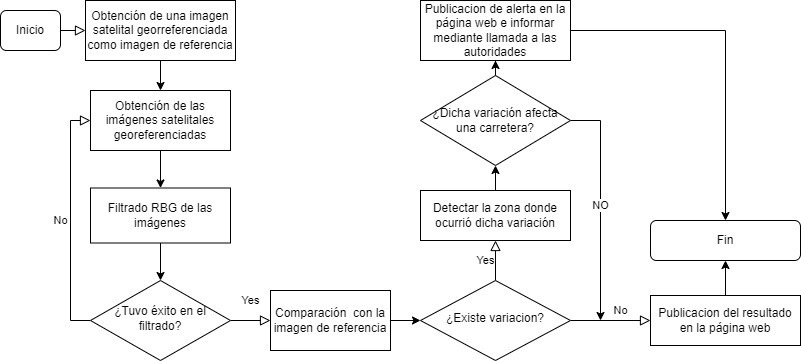 Inicio
Obtención de una imagen
satelital georreferenciada
como imagen de referencia
Obtención de las
imágenes satelitales
georeferenciadas
Filtrado RBG de las
imágenes
No
¿Tuvo éxito en el
filtrado?
Yes
Comparación con la
imagen de referencia
¿Existe variacion?
Yes
Detectar la zona donde
ocurrió dicha variación
¿Dicha variación afecta
una carretera?
NO
Publicacion de alerta en la
página web e informar
mediante llamada a las
autoridades
No
Publicacion del resultado
en la página web
Fin